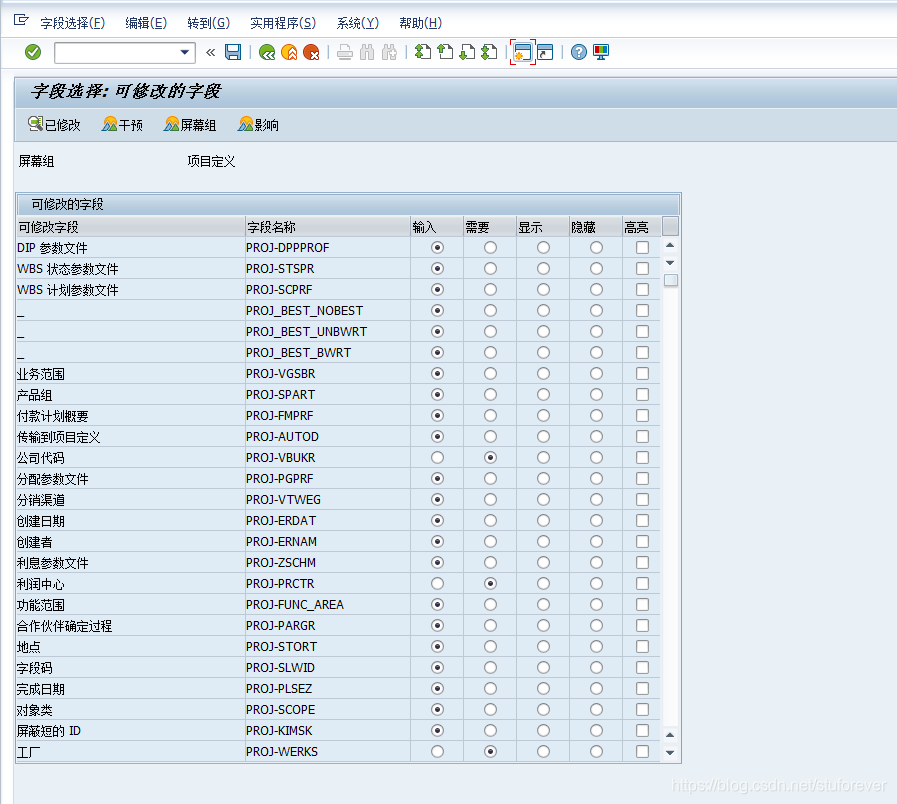 字段选择(F) 编辑(E) 转到(G) 实用程序(S) 系统(Y) 帮助(H)
字段选择: 可修改的字段
已修改 干预 屏幕组 影响
屏幕组 项目定义
可修改的字段
可修改字段 字段名称 输入 需要 显示 隐藏 高亮
DIP 参数文件 PROJ-DPPPROF
WBS 状态参数文件 PROJ-STSPR
WBS 计划参数文件 PROJ-SCPRF
_ PROJ_BEST_NOBEST
_ PROJ_BEST_UNBWRT
_ PROJ_BEST_BWRT
业务范围 PROJ-VGSBR
产品组 PROJ-SPART
付款计划概要 PROJ-FMPRF
传输到项目定义 PROJ-AUTOD
公司代码 PROJ-VBUKR
分配参数文件 PROJ-PGPRF
分销渠道 PROJ-VTWEG
创建日期 PROJ-ERDAT
创建者 PROJ-ERNAM
利息参数文件 PROJ-ZSCHM
利润中心 PROJ-PRCTR
功能范围 PROJ-FUNC_AREA
合作伙伴确定过程 PROJ-PARGR
地点 PROJ-STORT
字段码 PROJ-SLWID
完成日期 PROJ-PLSEZ
对象类 PROJ-SCOPE
屏蔽短的 ID PROJ-KIMSK
工厂 PROJ-WERKS
https://blog.csdn.net/stuforever